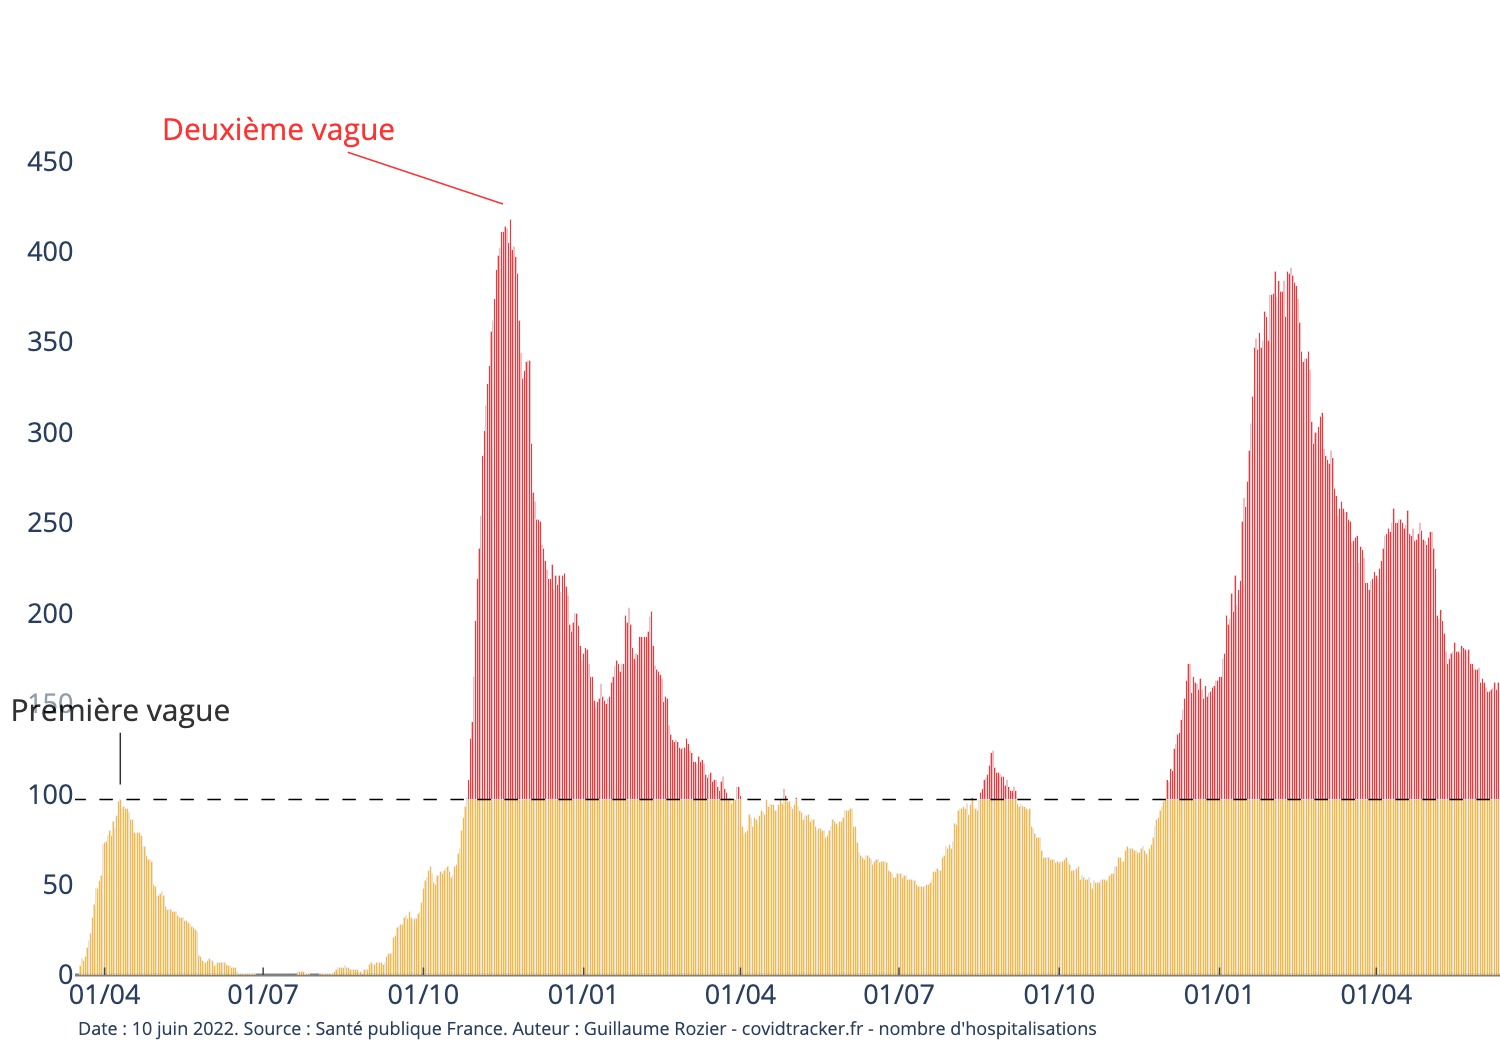 Deuxième vague
450
400
350
300
250
200
150
Première vague
100
50
0
01/04 01/07 01/10 01/01 01/04 01/07 01/10 01/01 01/04
Date : 10 juin 2022. Source : Santé publique France. Auteur : Guillaume Rozier - covidtracker.fr - nombre d'hospitalisations